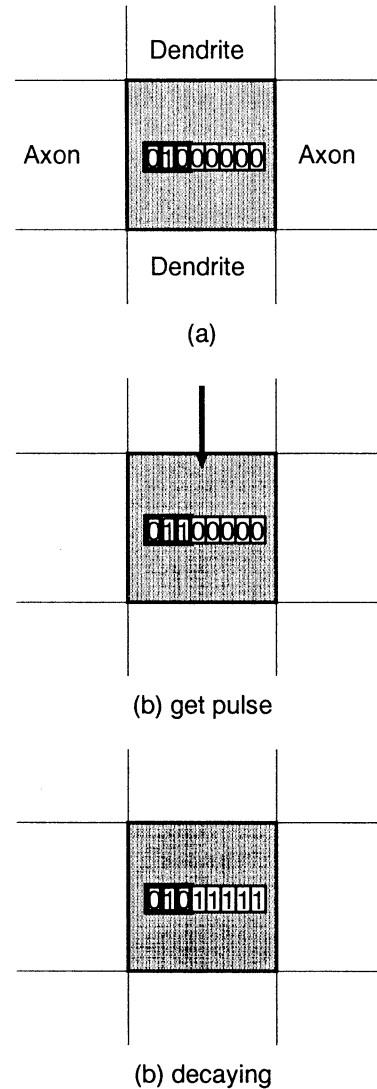 Dendrite
Axon 01000000 Axon
Dendrite
(a)
01100000
(b) get pulse
01011111
(b) decaying